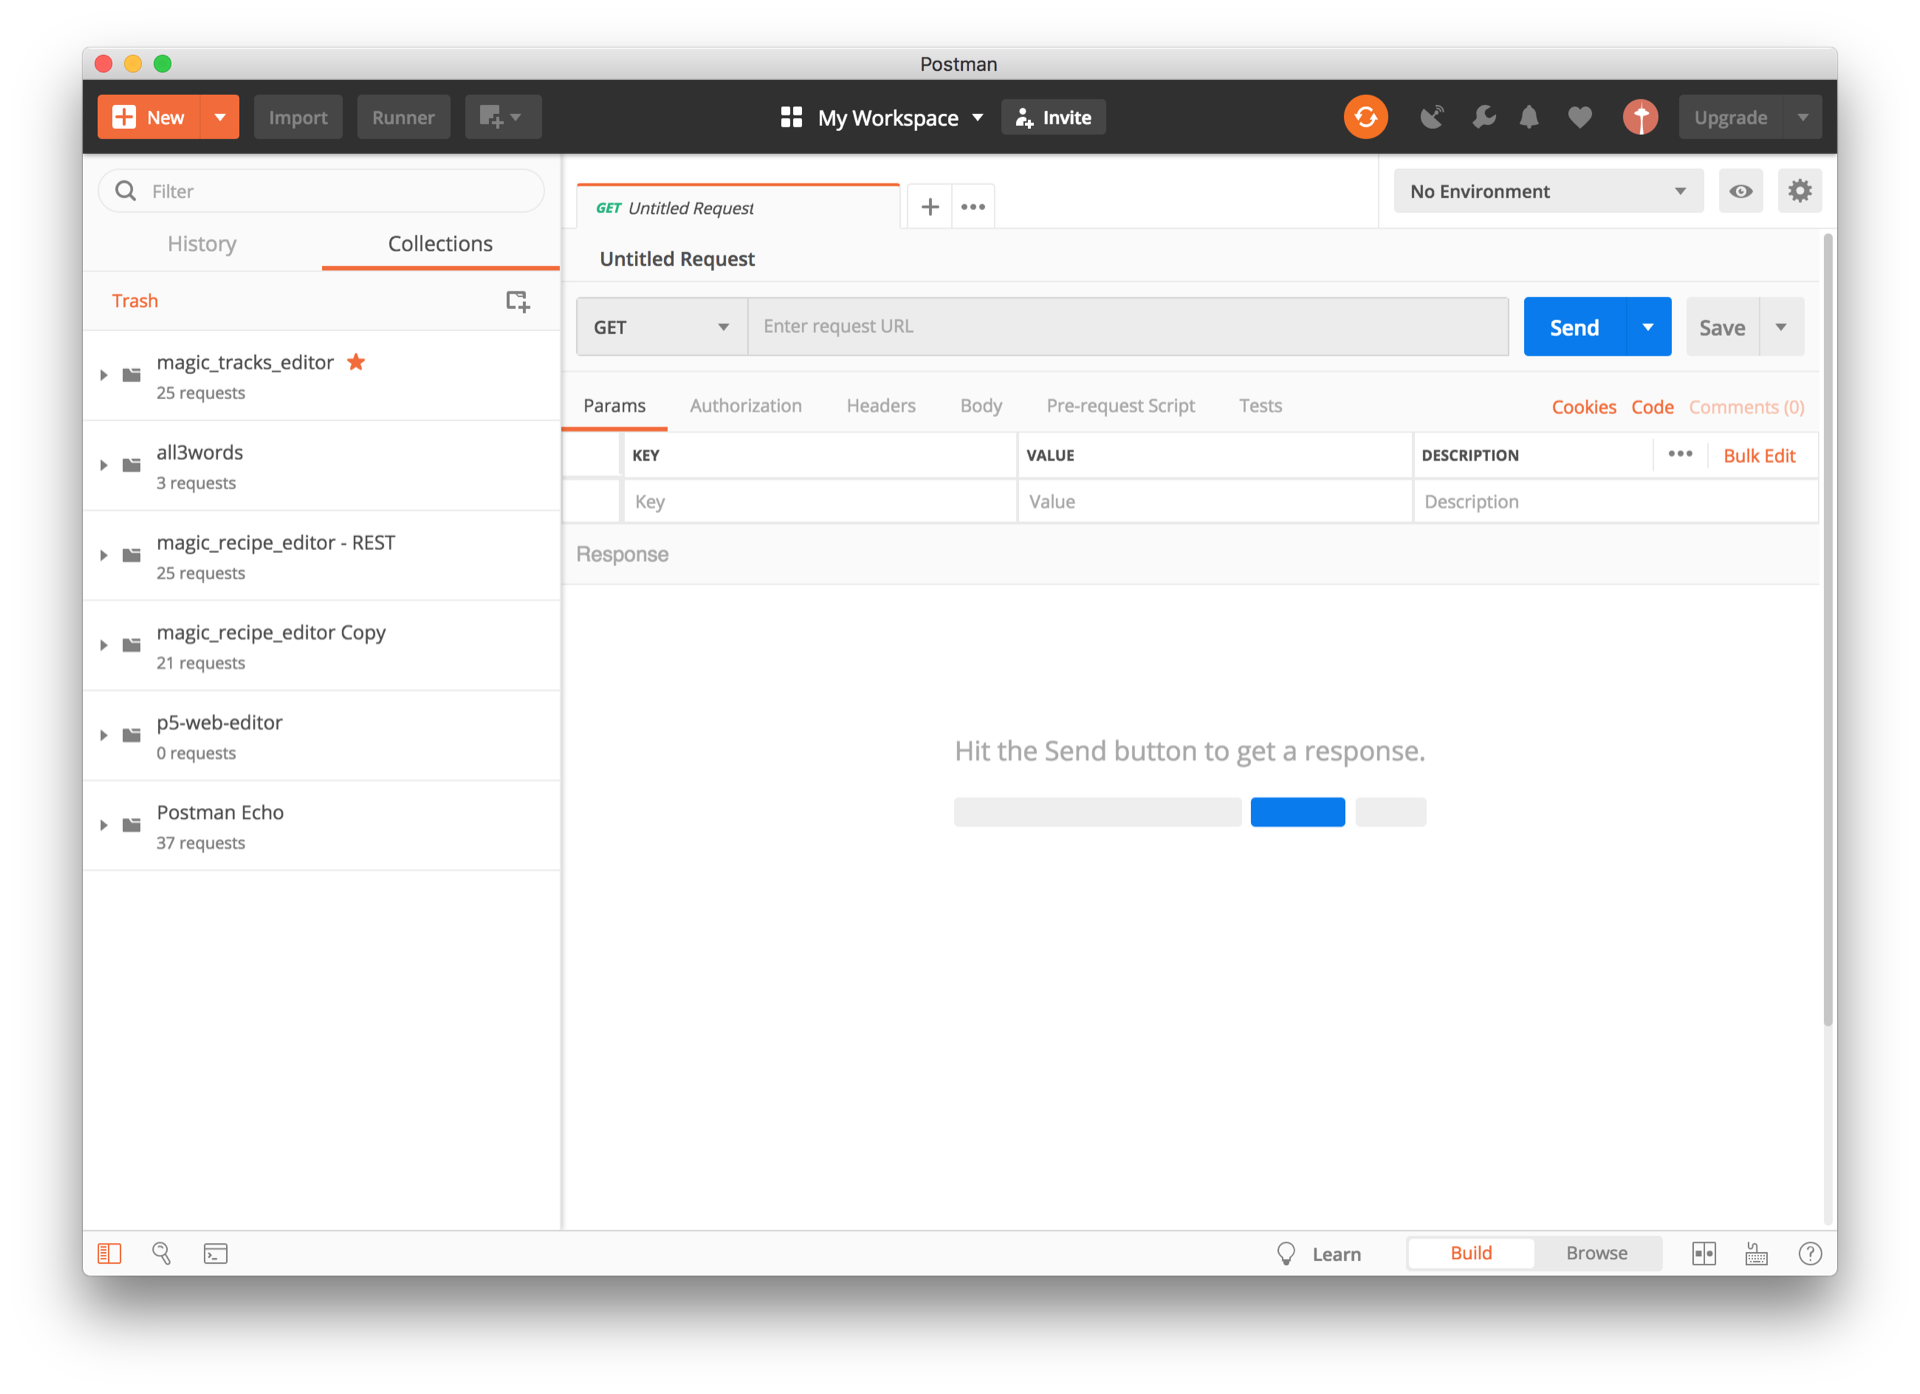 Postman
New
Import
Runner
My Workspace
Invite
Upgrade
Filter
History
Collections
Trash
magic_tracks_editor
25 requests
all3words
3 requests
magic_recipe_editor - REST
25 requests
magic_recipe_editor Copy
21 requests
p5-web-editor
0 requests
Postman Echo
37 requests
GET Untitled Request
No Environment
Untitled Request
GET
Enter request URL
Send
Save
Params
Authorization
Headers
Body
Pre-request Script
Tests
Cookies
Code
Comments (0)
KEY
VALUE
DESCRIPTION
Bulk Edit
Key
Value
Description
Response
Hit the Send button to get a response.
Learn
Build
Browse